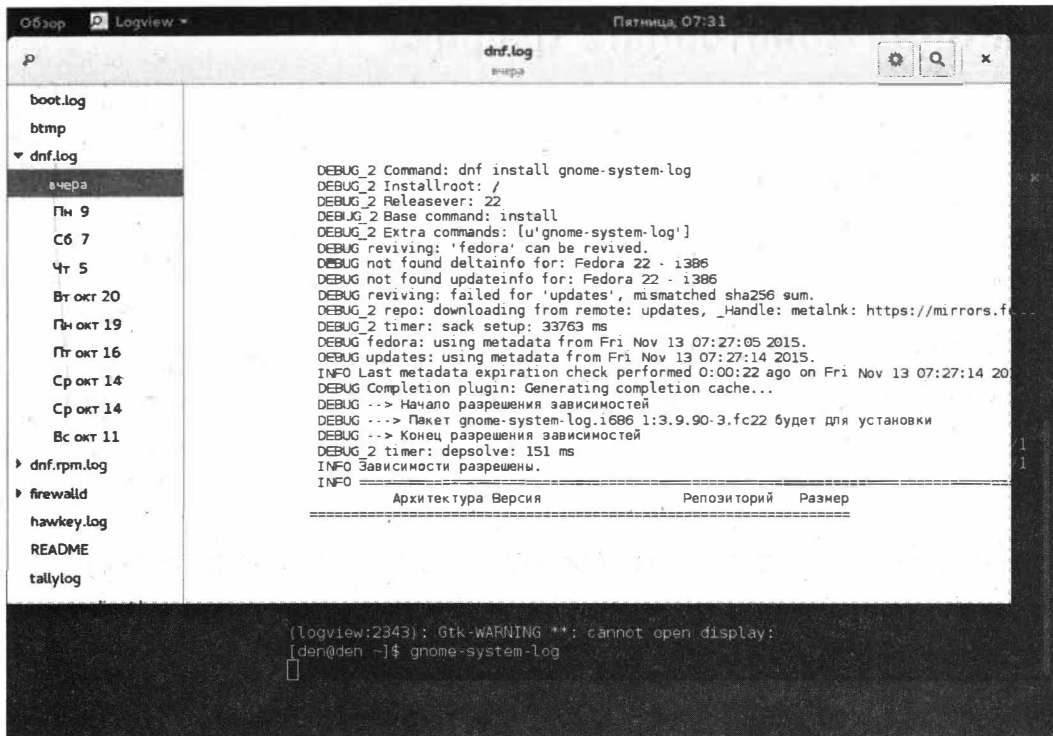 Обзор Logview
Пятница, 07:31
dnf.log
вчера
boot.log
btmp
dnf.log
вчера
Пн 9
Сб 7
Чт 5
Вт окт 20
Пн окт 19
Пт окт 16
Ср окт 14
Ср окт 14
Вс окт 11
dnf.rpm.log
firewalld
hawkey.log
README
tallylog
DEBUG_2 Command: dnf install gnome-system-log
DEBUG_2 Installroot: /
DEBUG_2 Releasever: 22
DEBUG_2 Base command: install
DEBUG_2 Extra commands: [u'gnome-system-log']
DEBUG reviving: 'fedora' can be revived.
DEBUG not found deltainfo for: Fedora 22 - i386
DEBUG not found updateinfo for: Fedora 22 - i386
DEBUG reviving: failed for 'updates', mismatched sha256 sum.
DEBUG_2 repo: downloading from remote: updates, _Handle: metalnk: https://mirrors.fe...
DEBUG_2 timer: sack setup: 33763 ms
DEBUG fedora: using metadata from Fri Nov 13 07:27:05 2015.
DEBUG updates: using metadata from Fri Nov 13 07:27:14 2015.
INFO Last metadata expiration check performed 0:00:22 ago on Fri Nov 13 07:27:14 20
DEBUG Completion plugin: Generating completion cache...
DEBUG --> Начало разрешения зависимостей
DEBUG ---> Пакет gnome-system-log.i686 1:3.9.90-3.fc22 будет для установки
DEBUG --> Конец разрешения зависимостей
DEBUG_2 timer: depsolve: 151 ms
INFO Зависимости разрешены.
INFO ================================================================================
Архитектура Версия Репозиторий Размер
================================================================================
/1
/1
(logview:2343): Gtk-WARNING **: cannot open display:
[den@den ~]$ gnome-system-log